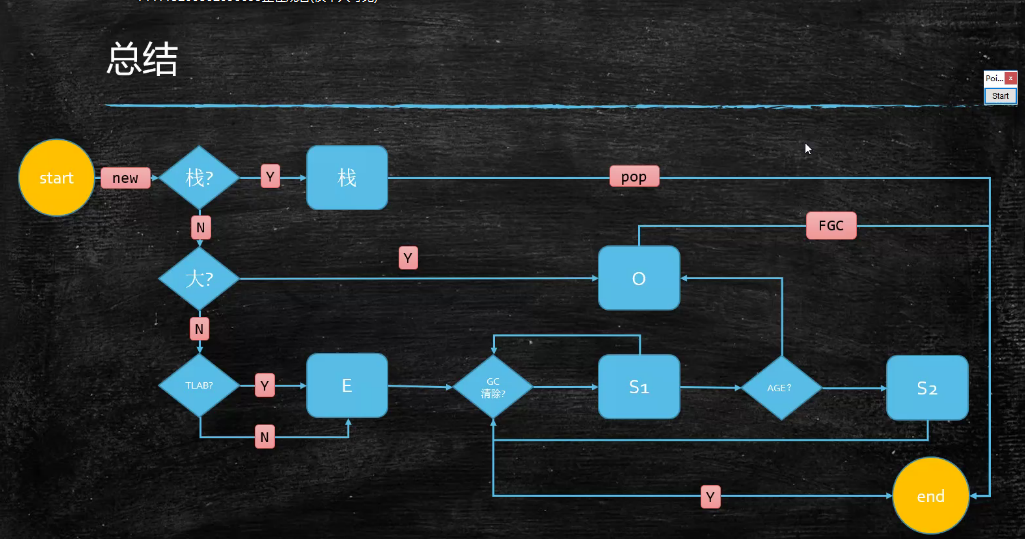 总结
Poi...
x
Start
start
new
栈?
Y
栈
pop
N
FGC
Y
大?
O
N
TLAB?
Y
E
GC
清除?
S1
AGE?
S2
N
Y
end